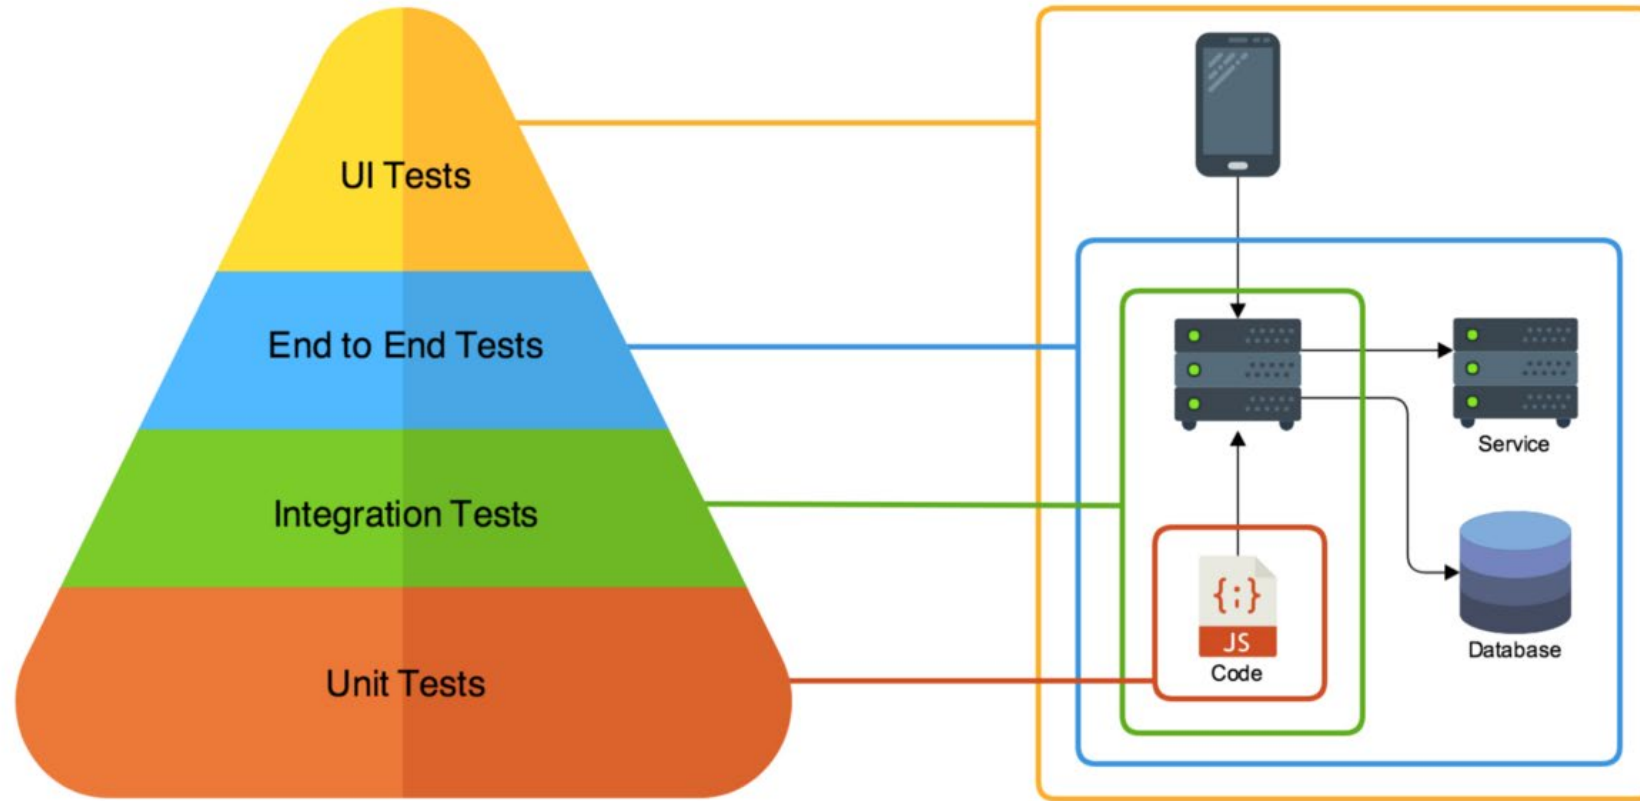 UI Tests
End to End Tests
Integration Tests
Unit Tests
Service
Database
{;}
JS
Code